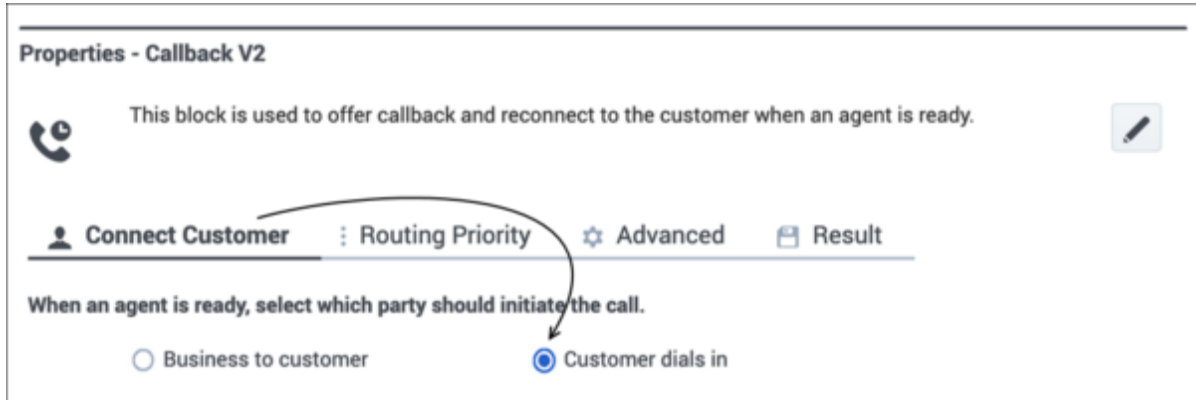 Properties - Callback V2
This block is used to offer callback and reconnect to the customer when an agent is ready.
Connect Customer Routing Priority Advanced Result
When an agent is ready, select which party should initiate the call.
Business to customer Customer dials in